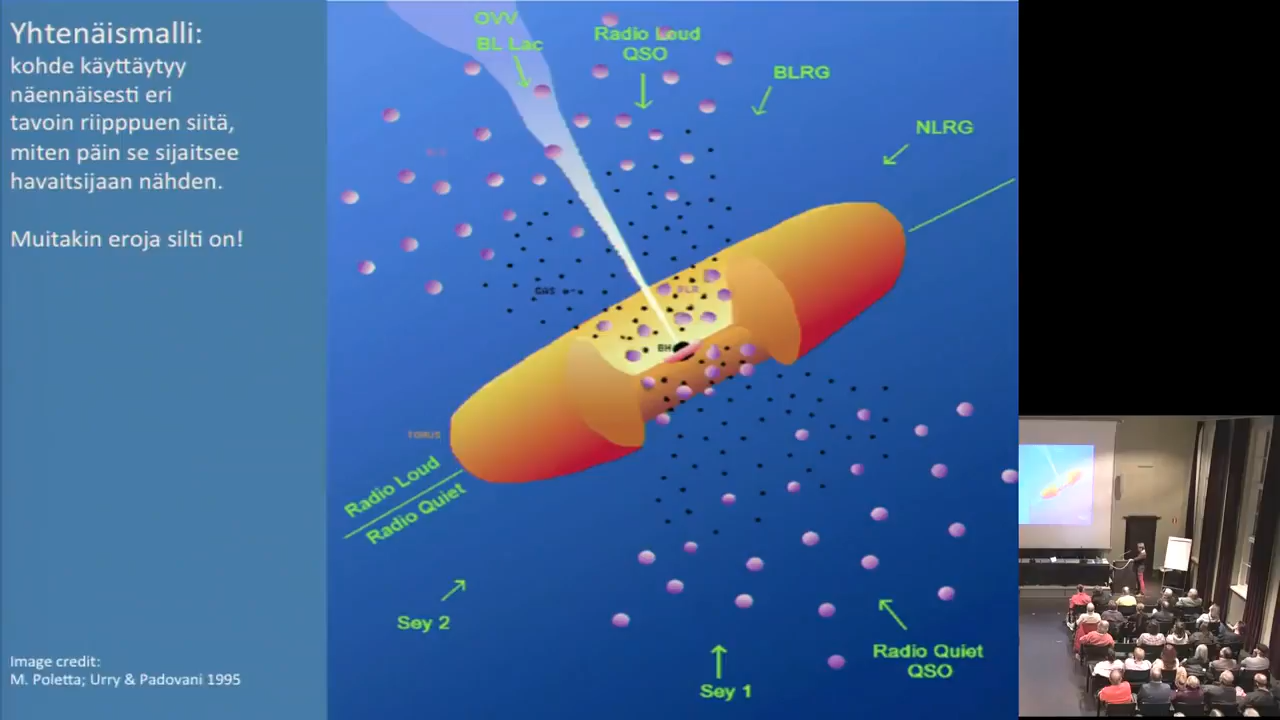 Yhtenäismalli:
kohde käyttäytyy
näennäisesti eri
tavoin riipppuen siitä,
miten päin se sijaitsee
havaitsijaan nähden.
Muitakin eroja silti on!
Image credit:
M. Poletta; Urry & Padovani 1995
OVV
BL Lac
Radio Loud
QSO
BLRG
NLRG
GAS
BLR
BH
TORUS
Radio Loud
Radio Quiet
Sey 2
Sey 1
Radio Quiet
QSO